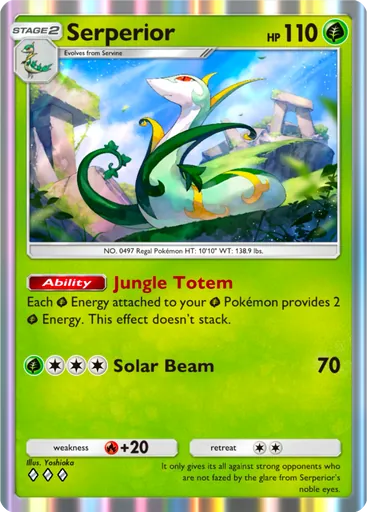 STAGE2 Serperior HP 110
Evolves from Servine
NO. 0497 Regal Pokémon HT: 10'10" WT: 138.9 lbs.
Ability Jungle Totem
Each Energy attached to your Pokémon provides 2
Energy. This effect doesn't stack.
Solar Beam 70
weakness +20 retreat
Illus. Yoshioka
It only gives its all against strong opponents who
are not fazed by the glare from Serperior's
noble eyes.